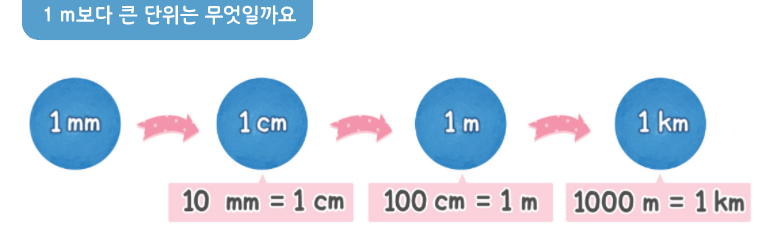 1 m보다 큰 단위는 무엇일까요
1 mm
1 cm
1 m
1 km
10 mm = 1 cm
100 cm = 1 m
1000 m = 1 km